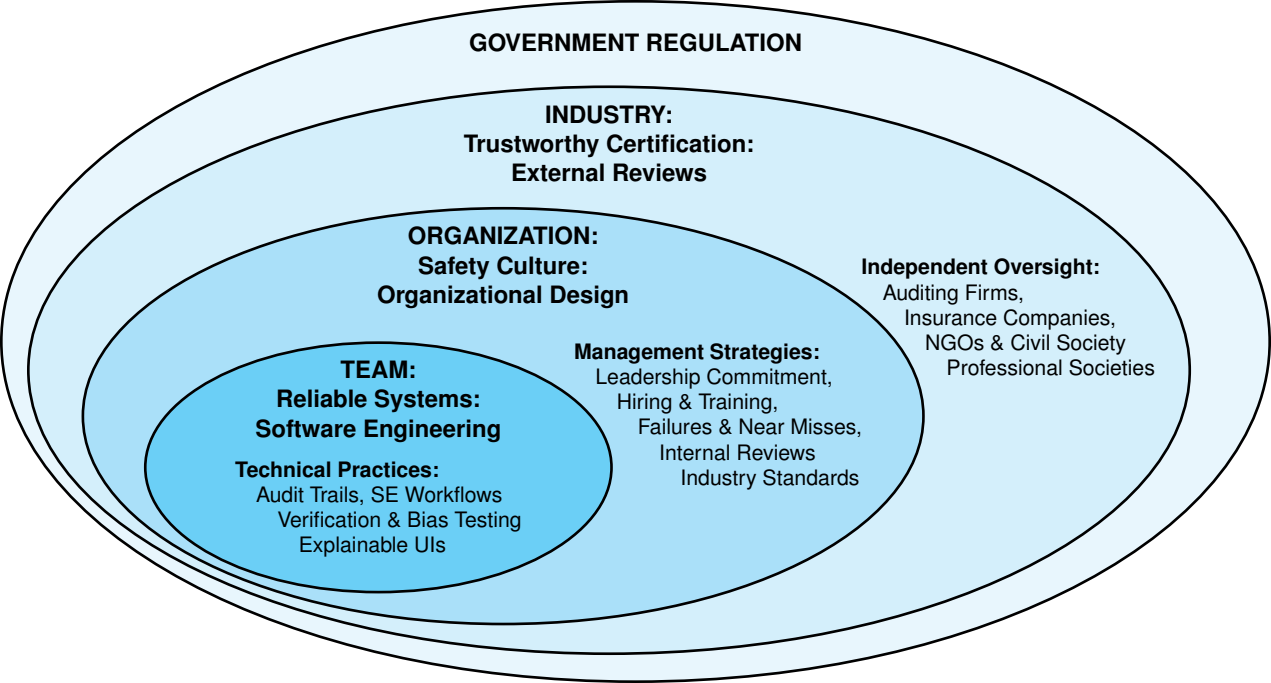 GOVERNMENT REGULATION
INDUSTRY:
Trustworthy Certification:
External Reviews
ORGANIZATION:
Safety Culture:
Organizational Design
Independent Oversight:
Auditing Firms,
Insurance Companies,
NGOs & Civil Society
Professional Societies
Management Strategies:
Leadership Commitment,
Hiring & Training,
Failures & Near Misses,
Internal Reviews
Industry Standards
TEAM:
Reliable Systems:
Software Engineering
Technical Practices:
Audit Trails, SE Workflows
Verification & Bias Testing
Explainable UIs